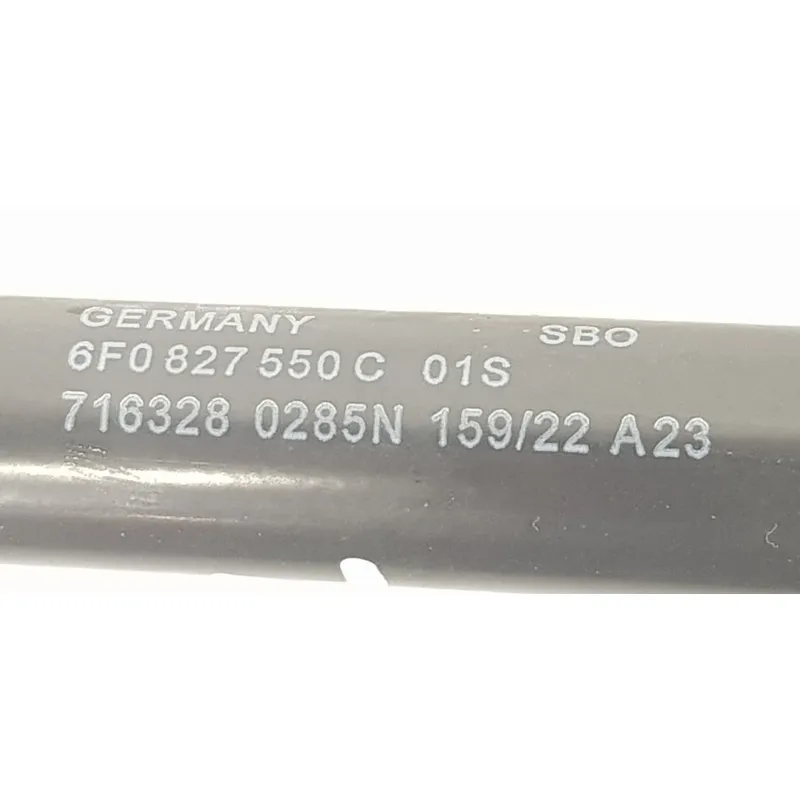 GERMANY SBO
6F0 827 550 C 01S
716328 0285N 159/22 A23